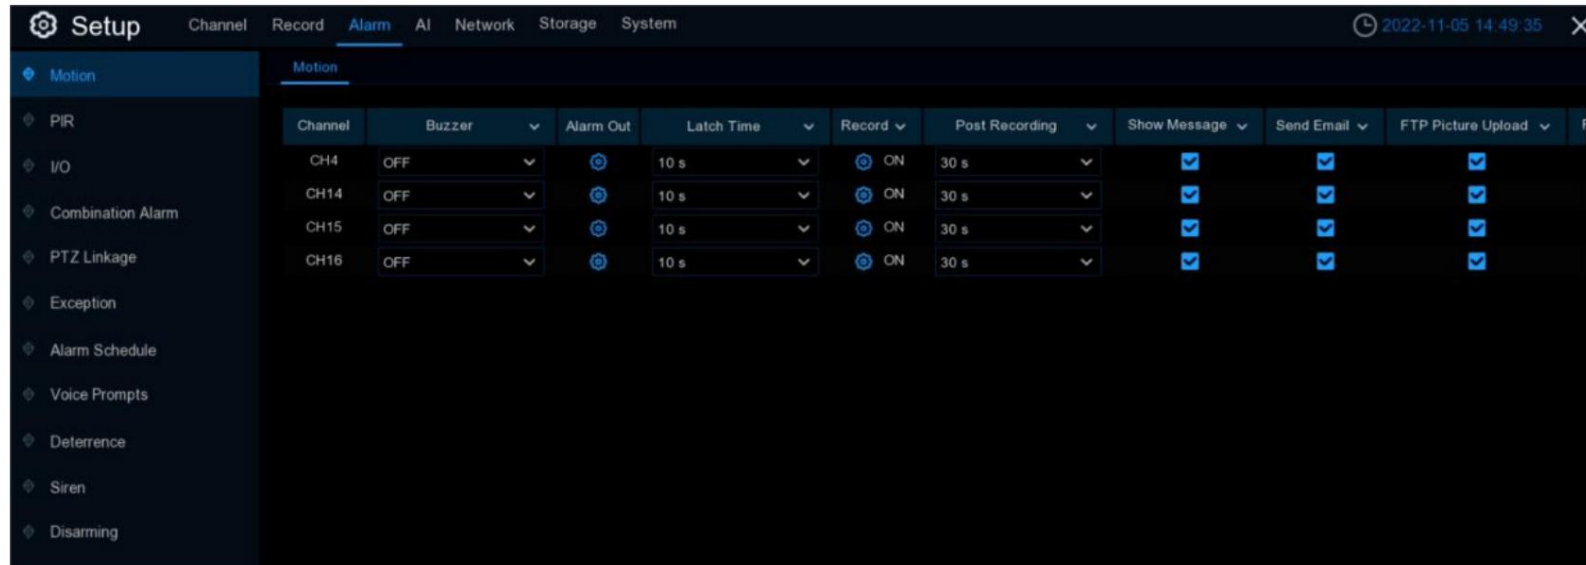 Setup Channel Record Alarm AI Network Storage System 2022-11-05 14:49:35
Motion
PIR
I/O
Combination Alarm
PTZ Linkage
Exception
Alarm Schedule
Voice Prompts
Deterrence
Siren
Disarming
Motion
Channel Buzzer Alarm Out Latch Time Record Post Recording Show Message Send Email FTP Picture Upload
CH4 OFF 10 s ON 30 s
CH14 OFF 10 s ON 30 s
CH15 OFF 10 s ON 30 s
CH16 OFF 10 s ON 30 s